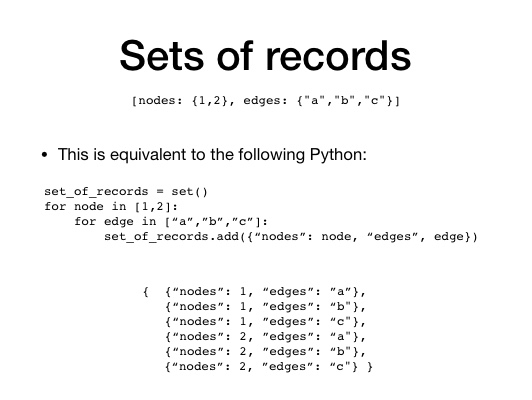 Sets of records
[nodes: {1,2}, edges: {"a","b","c"}]
• This is equivalent to the following Python:
set_of_records = set()
for node in [1,2]:
    for edge in [“a”,”b”,”c”]:
        set_of_records.add({“nodes”: node, “edges”, edge})
{  {“nodes”: 1, “edges”: “a”},
   {“nodes”: 1, “edges”: “b"},
   {“nodes”: 1, “edges”: “c"},
   {“nodes”: 2, “edges”: “a"},
   {“nodes”: 2, “edges”: “b"},
   {“nodes”: 2, “edges”: “c"} }